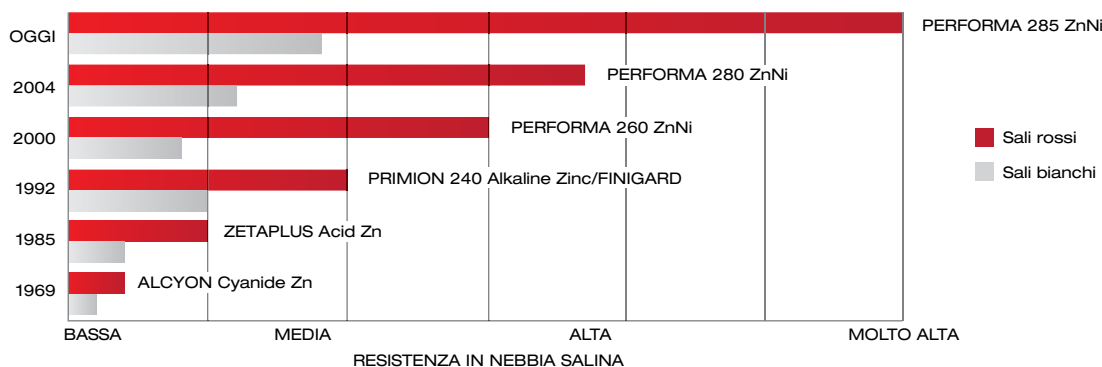 OGGI
PERFORMA 285 ZnNi
2004
PERFORMA 280 ZnNi
2000
PERFORMA 260 ZnNi
1992
PRIMION 240 Alkaline Zinc/FINIGARD
1985
ZETAPLUS Acid Zn
1969
ALCYON Cyanide Zn
Sali rossi
Sali bianchi
BASSA MEDIA ALTA MOLTO ALTA
RESISTENZA IN NEBBIA SALINA